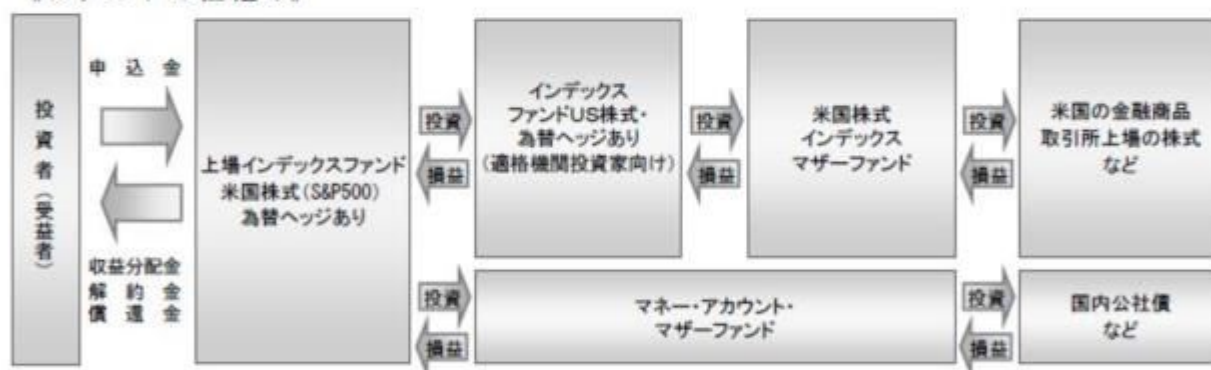 投資者(受益者)
申込金
収益分配金
解約金
償還金
上場インデックスファンド
米国株式(S&P500)
為替ヘッジあり
投資
損益
インデックス
ファンドUS株式・
為替ヘッジあり
(適格機関投資家向け)
投資
損益
米国株式
インデックス
マザーファンド
投資
損益
米国の金融商品
取引所上場の株式
など
投資
損益
マネー・アカウント・
マザーファンド
投資
損益
国内公社債
など